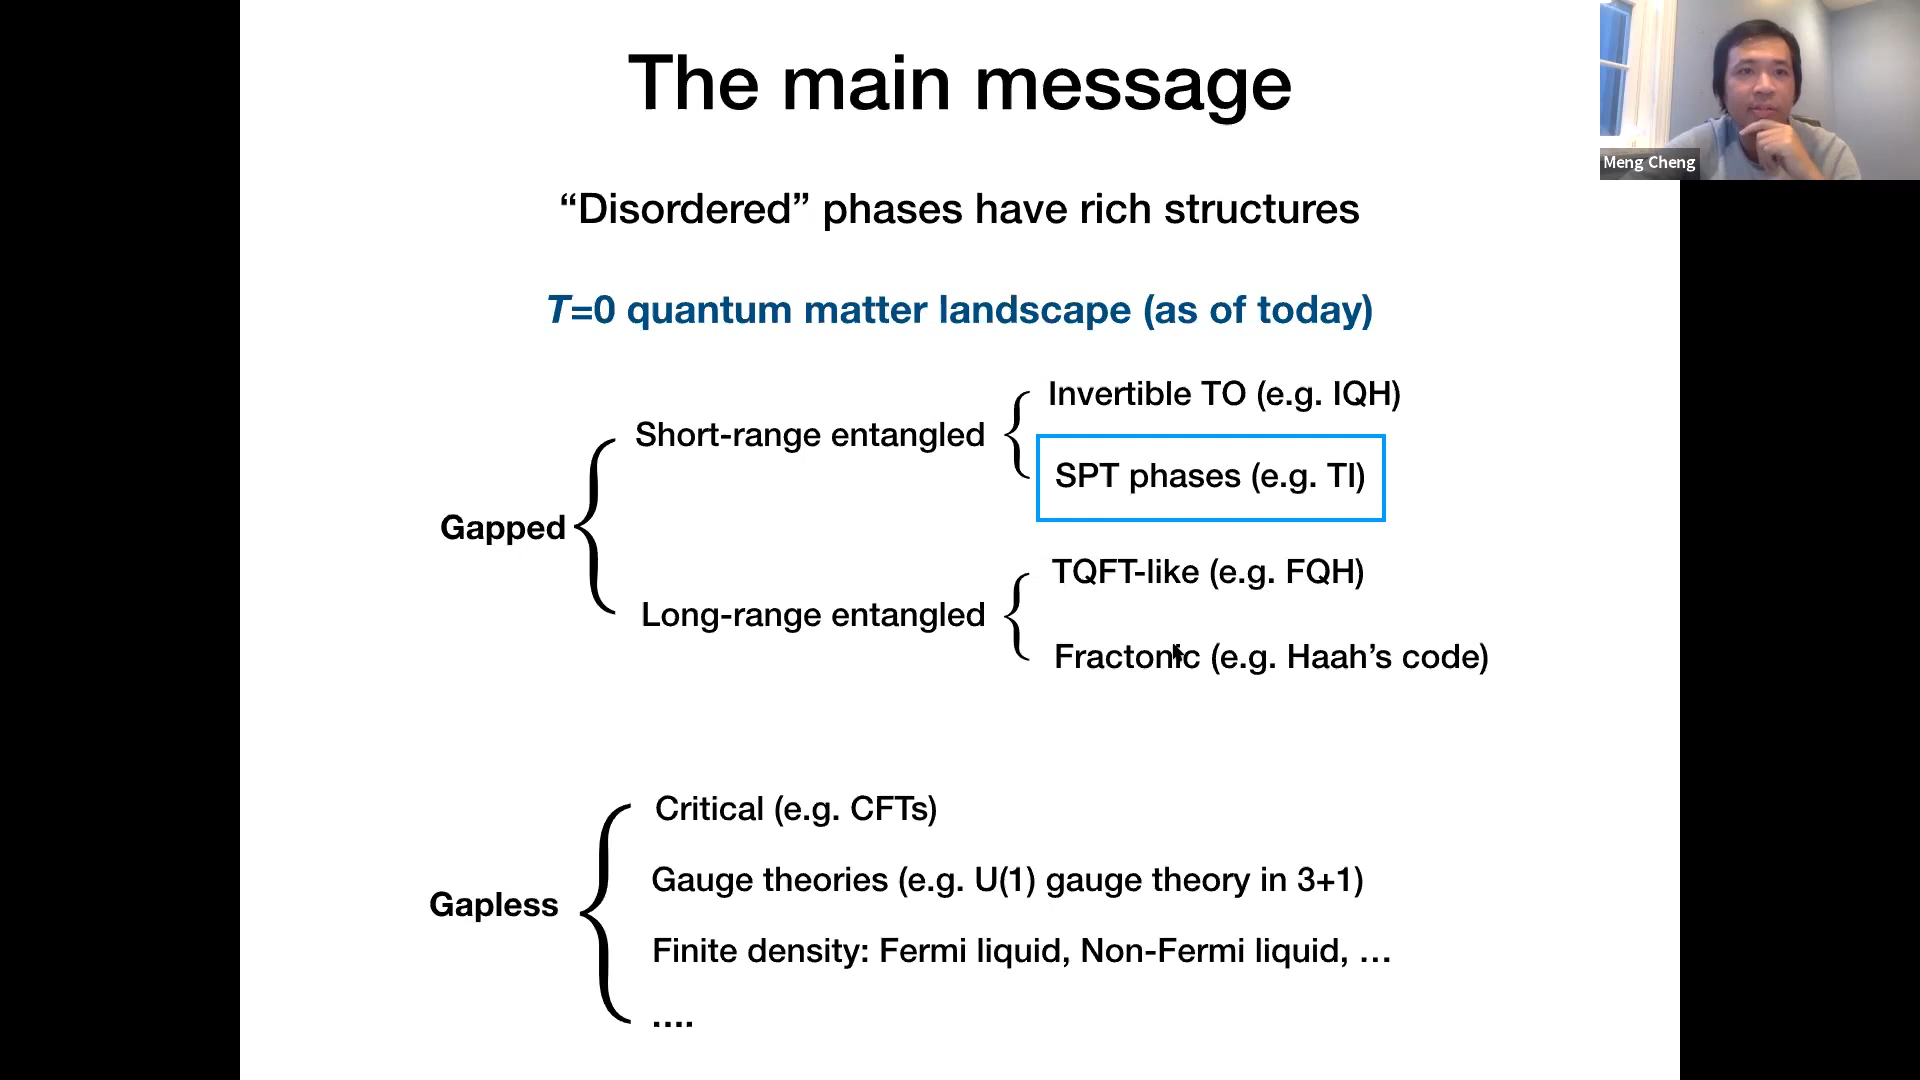 The main message
Meng Cheng
“Disordered” phases have rich structures
T=0 quantum matter landscape (as of today)
Invertible TO (e.g. IQH)
Short-range entangled
SPT phases (e.g. TI)
Gapped
TQFT-like (e.g. FQH)
Long-range entangled
Fractonic (e.g. Haah’s code)
Critical (e.g. CFTs)
Gauge theories (e.g. U(1) gauge theory in 3+1)
Gapless
Finite density: Fermi liquid, Non-Fermi liquid, …
....